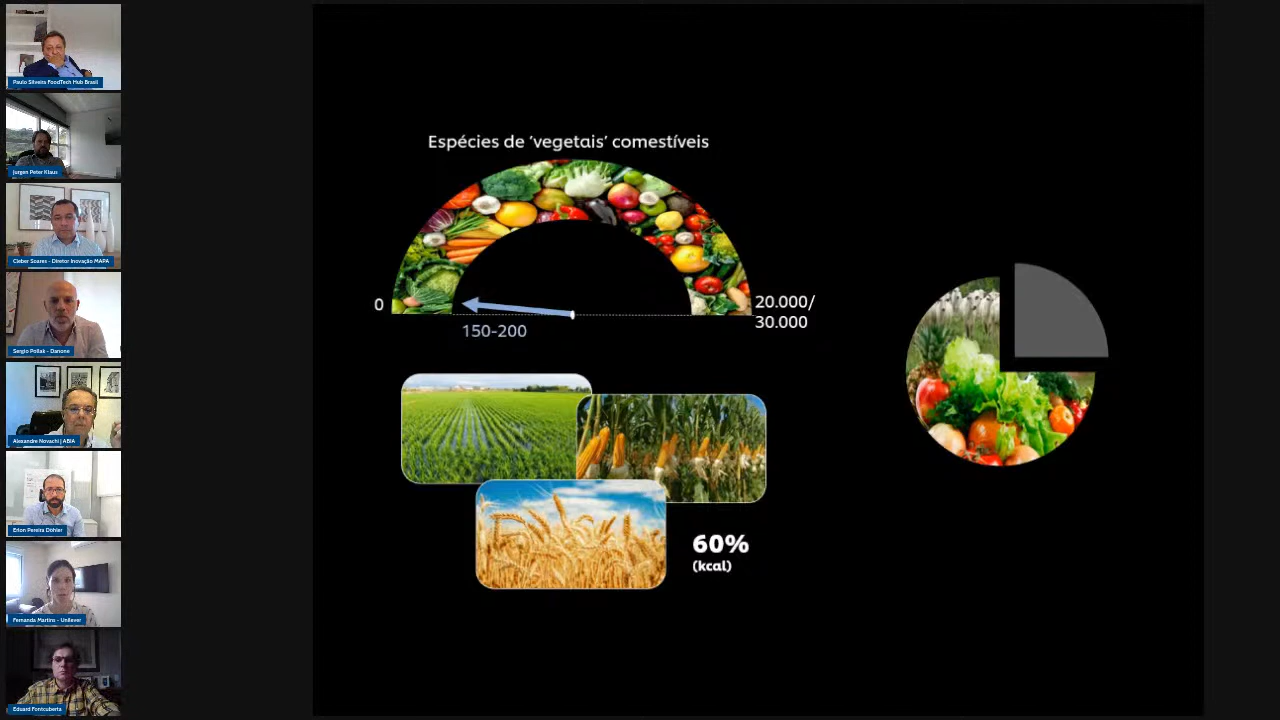 Paulo Silveira FoodTech Hub Brasil
Jurgen Peter Klaus
Cleber Soares - Diretor Inovação MAPA
Sergio Pollak - Danone
Alexandre Novachi | ABIA
Erlon Pereira Döhler
Fernanda Martins - Unilever
Eduard Fontcuberta
Espécies de 'vegetais' comestíveis
0
150-200
20.000/
30.000
60%
(kcal)